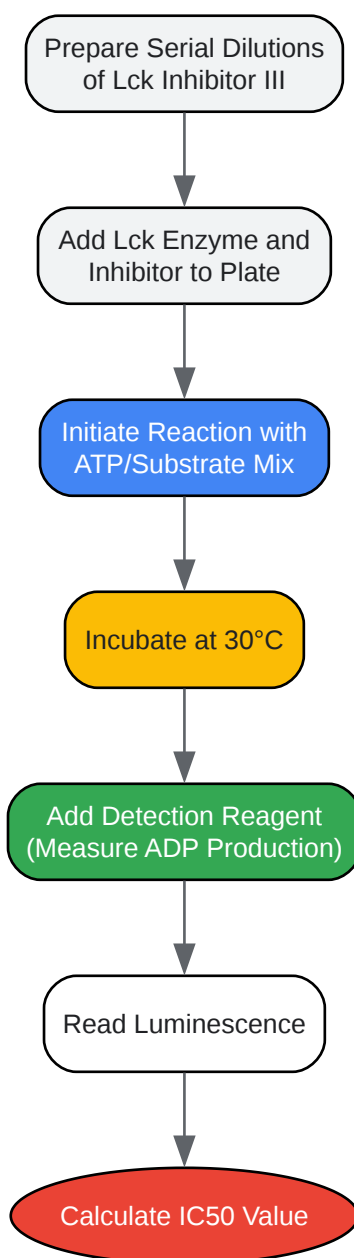 Prepare Serial Dilutions
of Lck Inhibitor III
Add Lck Enzyme and
Inhibitor to Plate
Initiate Reaction with
ATP/Substrate Mix
Incubate at 30°C
Add Detection Reagent
(Measure ADP Production)
Read Luminescence
Calculate IC50 Value